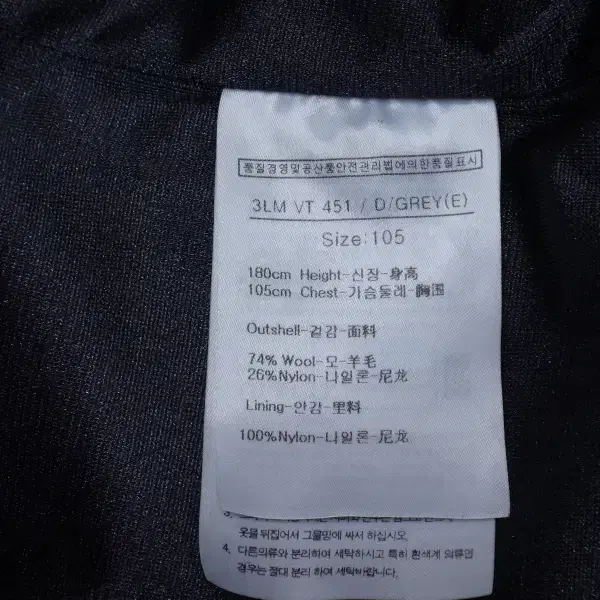 품질경영및공산품안전관리법에의한품질표시
3LM VT 451 / D/GREY(E)
Size:105
180cm Height-신장-身高
105cm Chest-가슴둘레-胸围
Outshell-겉감-面料
74% Wool-모-羊毛
26%Nylon-나일론-尼龙
Lining-안감-里料
100%Nylon-나일론-尼龙
옷을 뒤집어서 그물망에 싸서 하십시오.
4. 다른의류와 분리하여 세탁하시고 특히 흰색계 의류면
경우는 절대 분리 하여 세탁바랍니다.